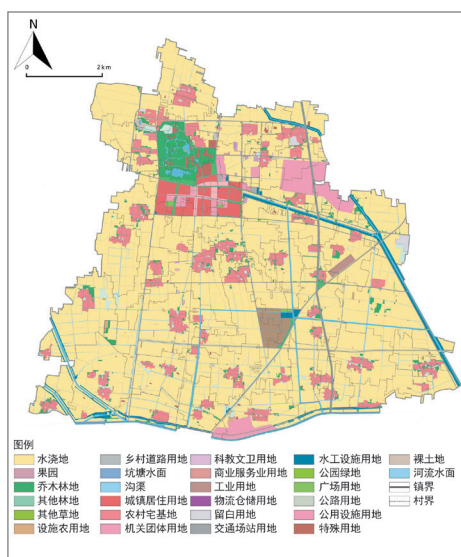 N
0 2 km
图例
水浇地 乡村道路用地 科教文卫用地 水工设施用地 裸土地
果园 坑塘水面 商业服务业用地 公园绿地 河流水面
乔木林地 沟渠 工业用地 广场用地 镇界
其他林地 城镇居住用地 物流仓储用地 公路用地 村界
其他草地 农村宅基地 留白用地 公用设施用地
设施农用地 机关团体用地 交通场站用地 特殊用地